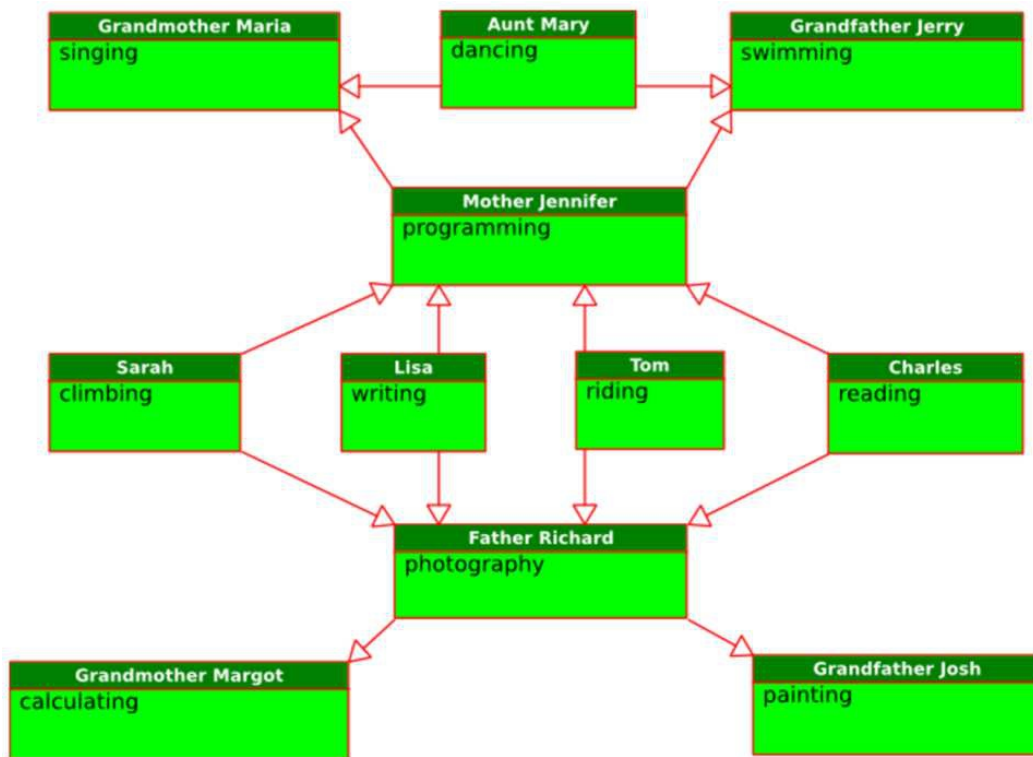 Grandmother Maria
singing
Aunt Mary
dancing
Grandfather Jerry
swimming
Mother Jennifer
programming
Sarah
climbing
Lisa
writing
Tom
riding
Charles
reading
Father Richard
photography
Grandmother Margot
calculating
Grandfather Josh
painting